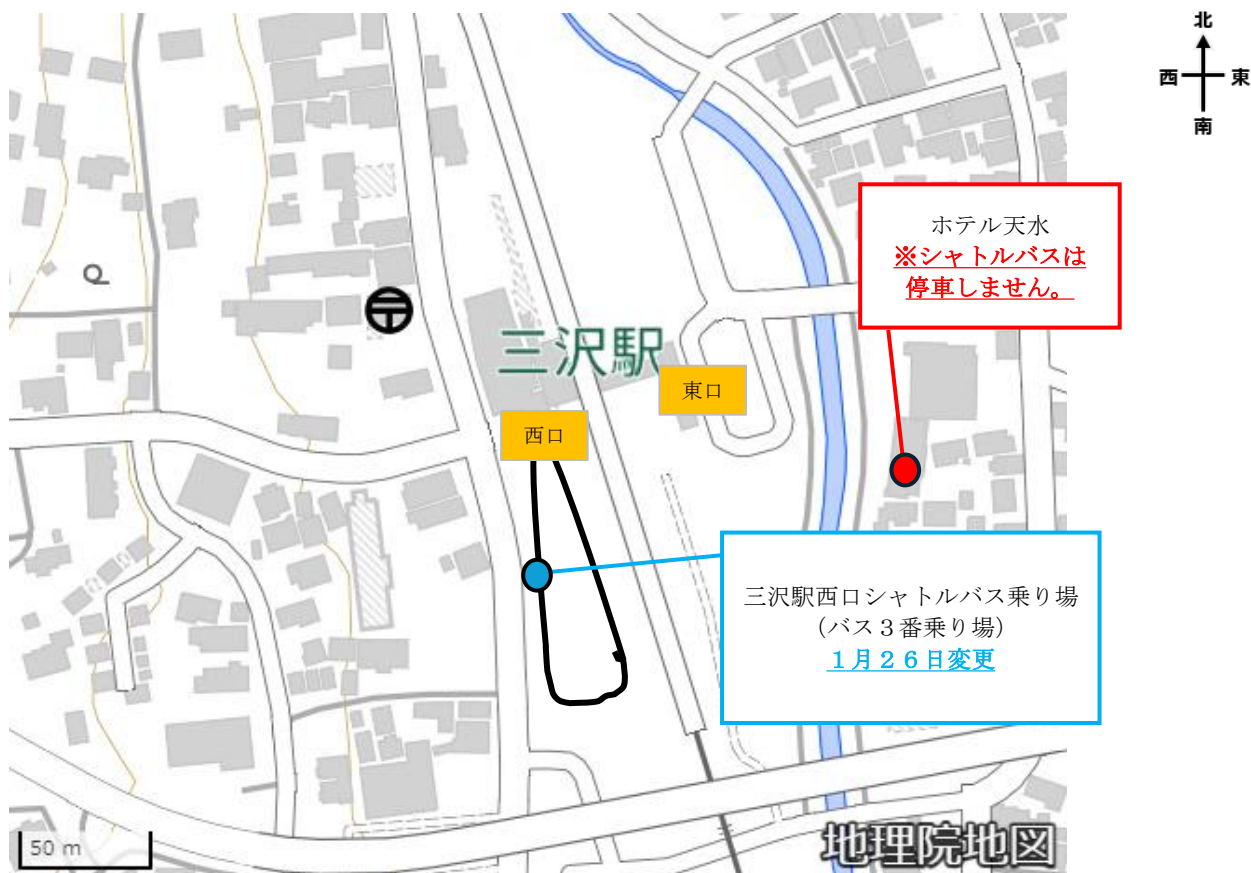 北
西
東
南
ホテル天水
※シャトルバスは
停車しません。
三沢駅
東口
西口
三沢駅西口シャトルバス乗り場
(バス３番乗り場)
１月２６日変更
50 m
地理院地図